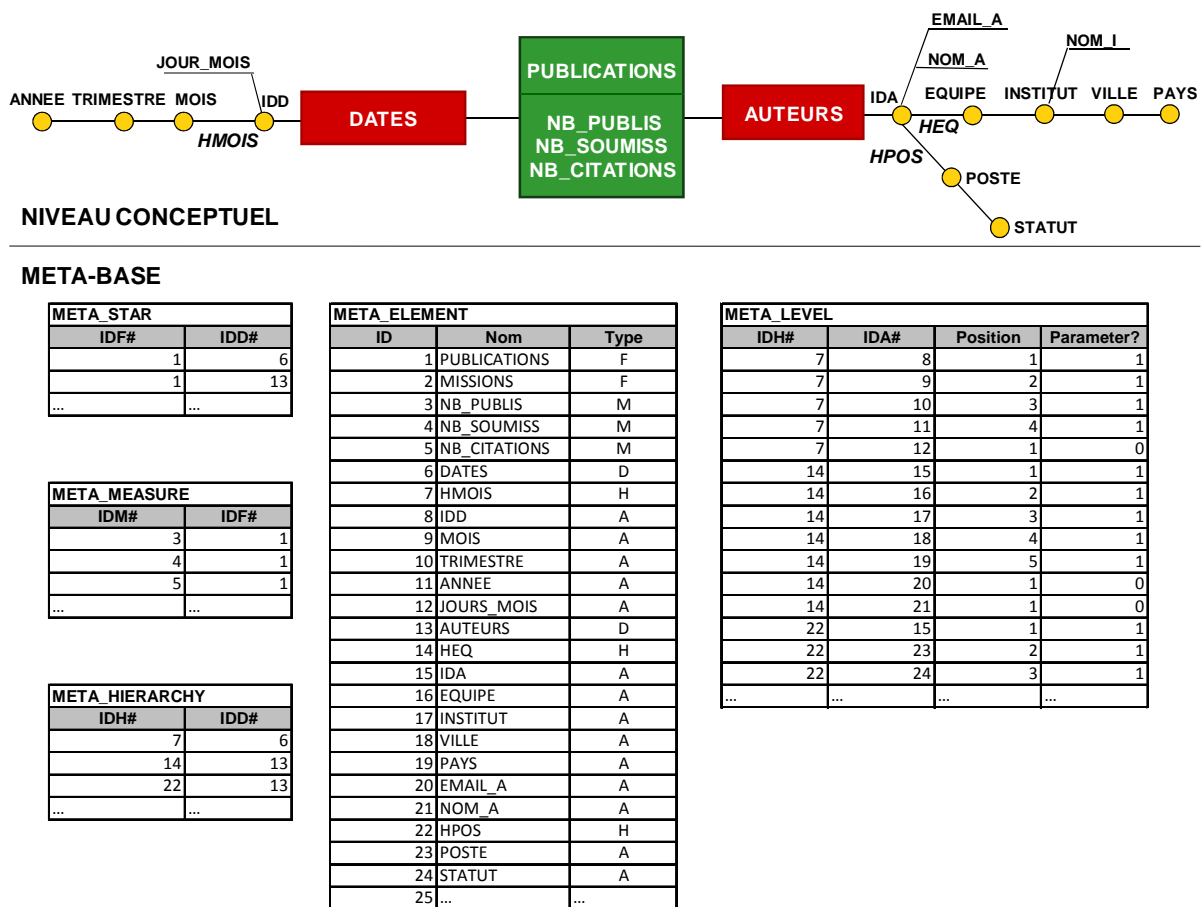 EMAIL_A
NOM_I
NOM_A
JOUR_MOIS
PUBLICATIONS
NB_PUBLIS
NB_SOUMISS
NB_CITATIONS
ANNEE TRIMESTRE MOIS IDD
HMOIS
DATES
AUTEURS
IDA EQUIPE INSTITUT VILLE PAYS
HEQ
HPOS
POSTE
STATUT
NIVEAU CONCEPTUEL
META-BASE
META_STAR
IDF# IDD#
1 6
1 13
... ...
META_MEASURE
IDM# IDF#
3 1
4 1
5 1
... ...
META_HIERARCHY
IDH# IDD#
7 6
14 13
22 13
... ...
META_ELEMENT
ID Nom Type
1 PUBLICATIONS F
2 MISSIONS F
3 NB_PUBLIS M
4 NB_SOUMISS M
5 NB_CITATIONS M
6 DATES D
7 HMOIS H
8 IDD A
9 MOIS A
10 TRIMESTRE A
11 ANNEE A
12 JOURS_MOIS A
13 AUTEURS D
14 HEQ H
15 IDA A
16 EQUIPE A
17 INSTITUT A
18 VILLE A
19 PAYS A
20 EMAIL_A A
21 NOM_A A
22 HPOS H
23 POSTE A
24 STATUT A
25 ... ...
META_LEVEL
IDH# IDA# Position Parameter?
7 8 1 1
7 9 2 1
7 10 3 1
7 11 4 1
7 12 1 0
14 15 1 1
14 16 2 1
14 17 3 1
14 18 4 1
14 19 5 1
14 20 1 0
14 21 1 0
22 15 1 1
22 23 2 1
22 24 3 1
... ... ... ...